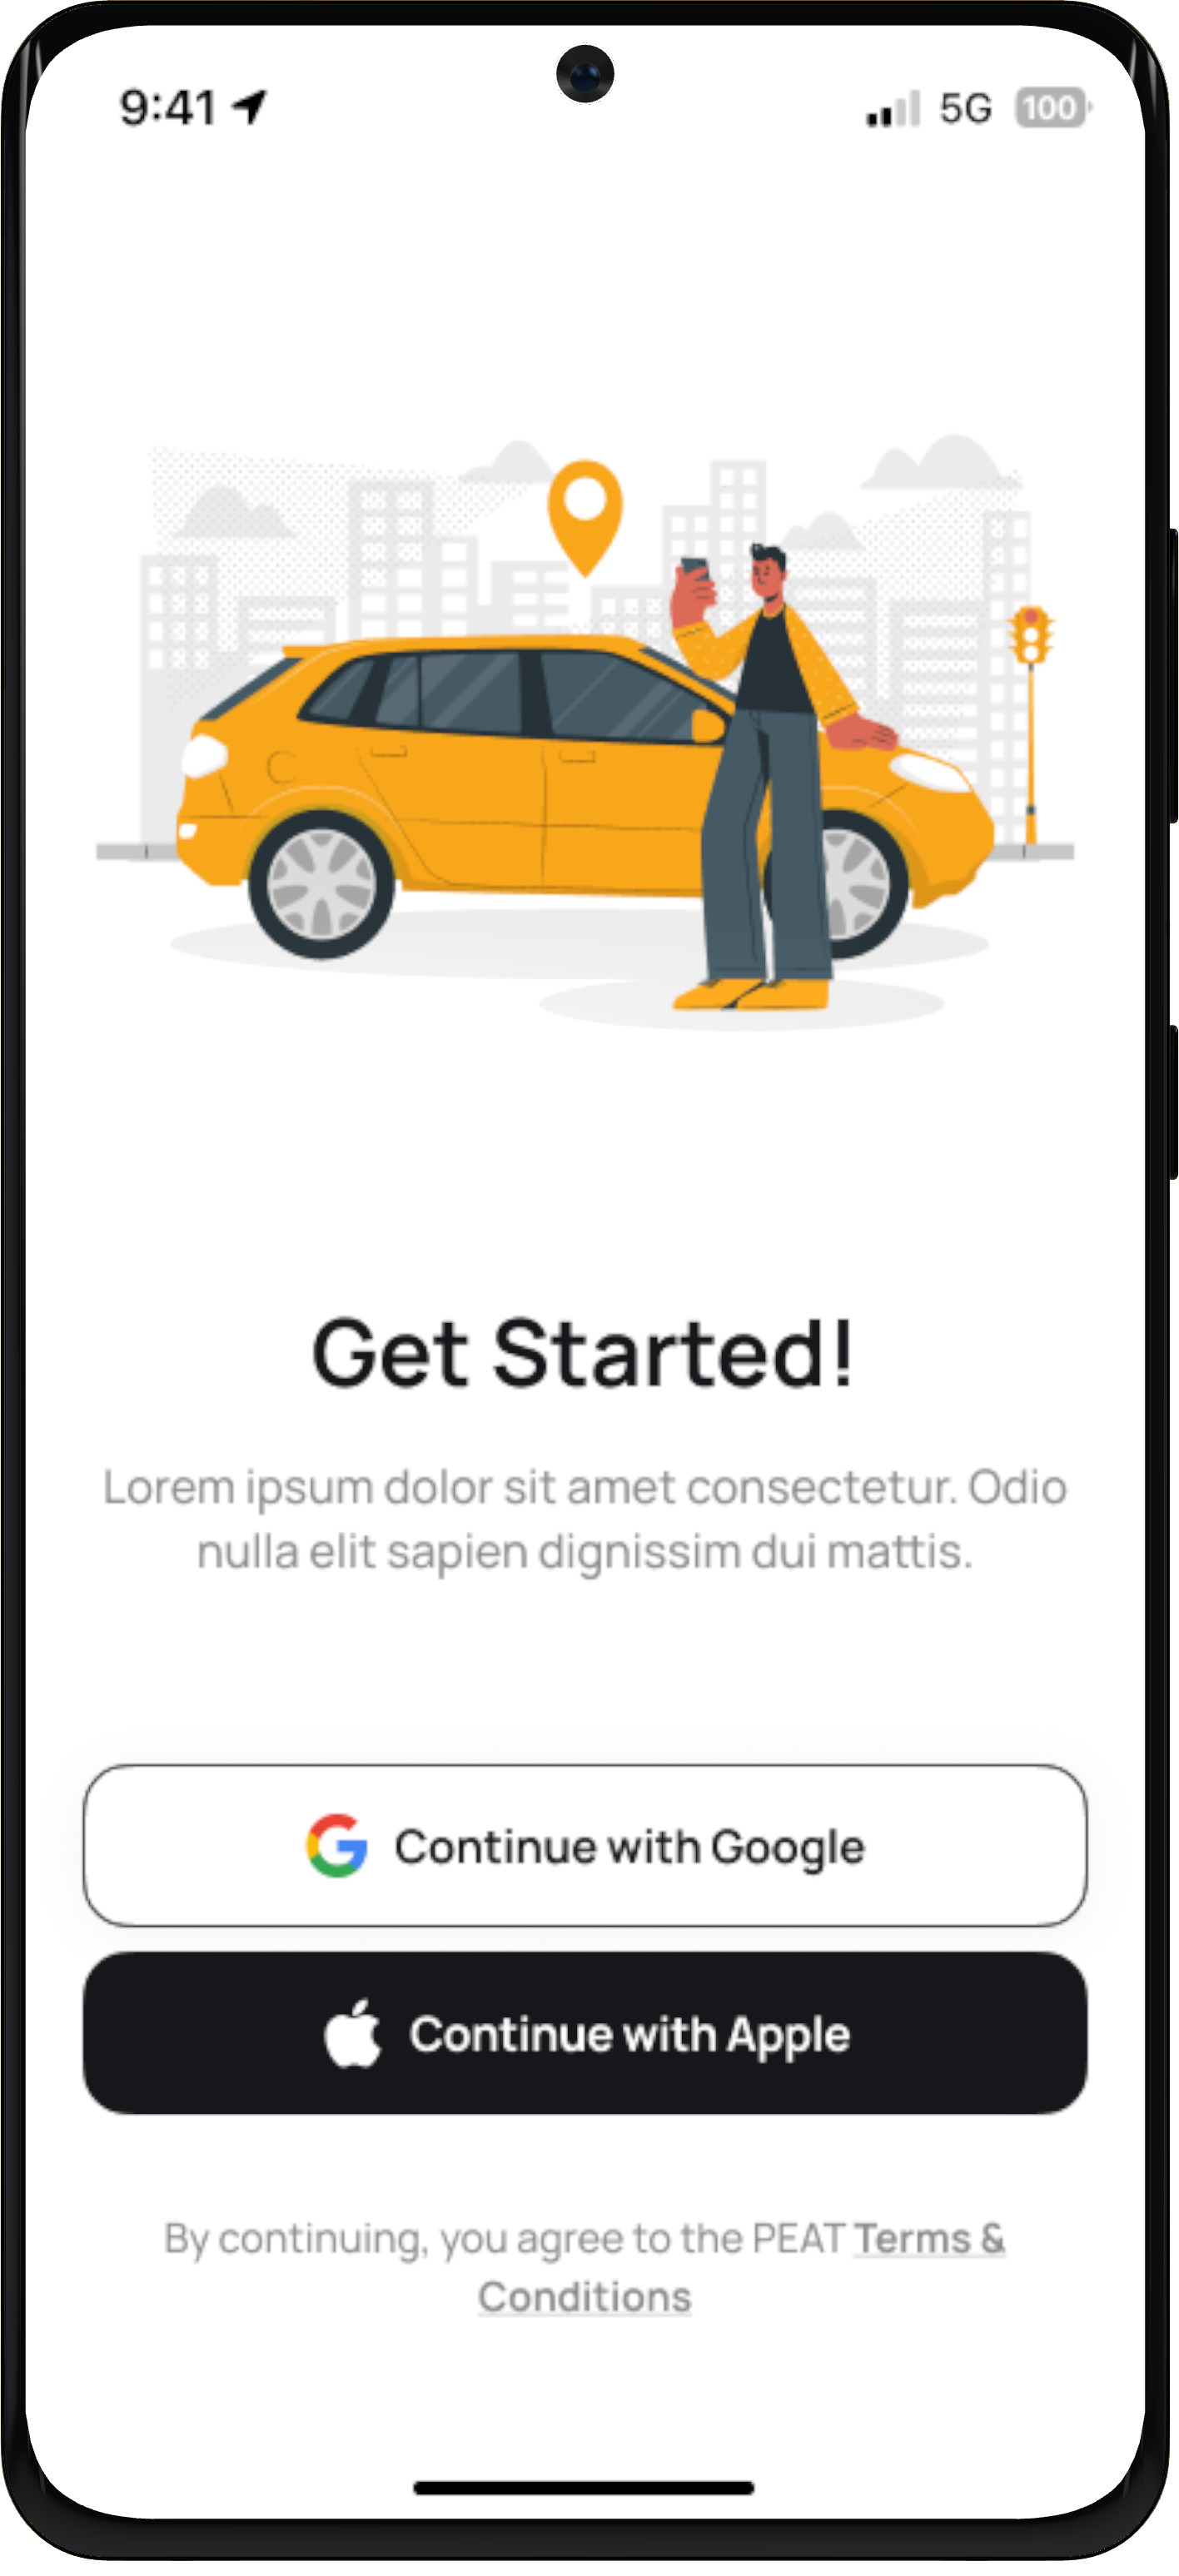 9:41
5G 100
Get Started!
Lorem ipsum dolor sit amet consectetur. Odio
nulla elit sapien dignissim dui mattis.
Continue with Google
Continue with Apple
By continuing, you agree to the PEAT Terms &
Conditions